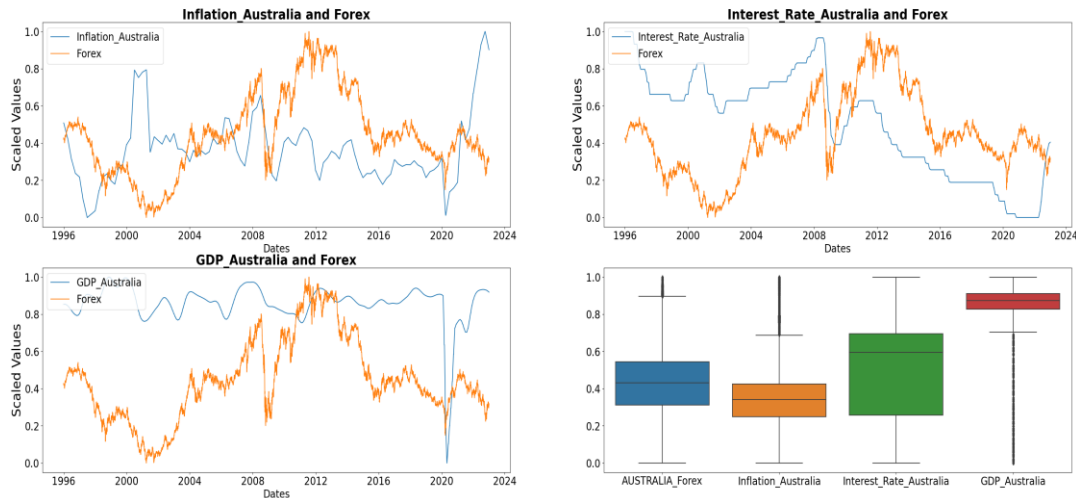 Inflation_Australia and Forex
Inflation_Australia
Forex
Scaled Values
1.0
0.8
0.6
0.4
0.2
0.0
1996 2000 2004 2008 2012 2016 2020 2024
Dates
Interest_Rate_Australia and Forex
Interest_Rate_Australia
Forex
Scaled Values
1.0
0.8
0.6
0.4
0.2
0.0
1996 2000 2004 2008 2012 2016 2020 2024
Dates
GDP_Australia and Forex
GDP_Australia
Forex
Scaled Values
1.0
0.8
0.6
0.4
0.2
0.0
1996 2000 2004 2008 2012 2016 2020 2024
Dates
1.0
0.8
0.6
0.4
0.2
0.0
AUSTRALIA_Forex Inflation_Australia Interest_Rate_Australia GDP_Australia